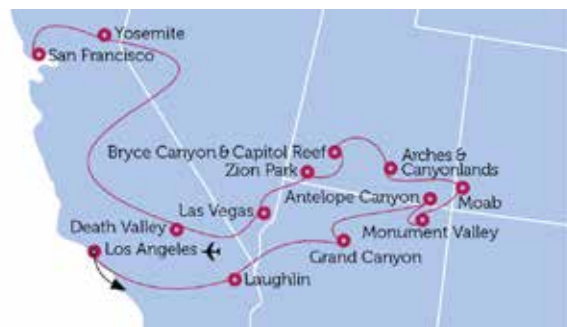 Yosemite
San Francisco
Bryce Canyon & Capitol Reef
Arches &
Canyonlands
Zion Park
Antelope Canyon
Moab
Las Vegas
Monument Valley
Death Valley
Grand Canyon
Los Angeles
Laughlin